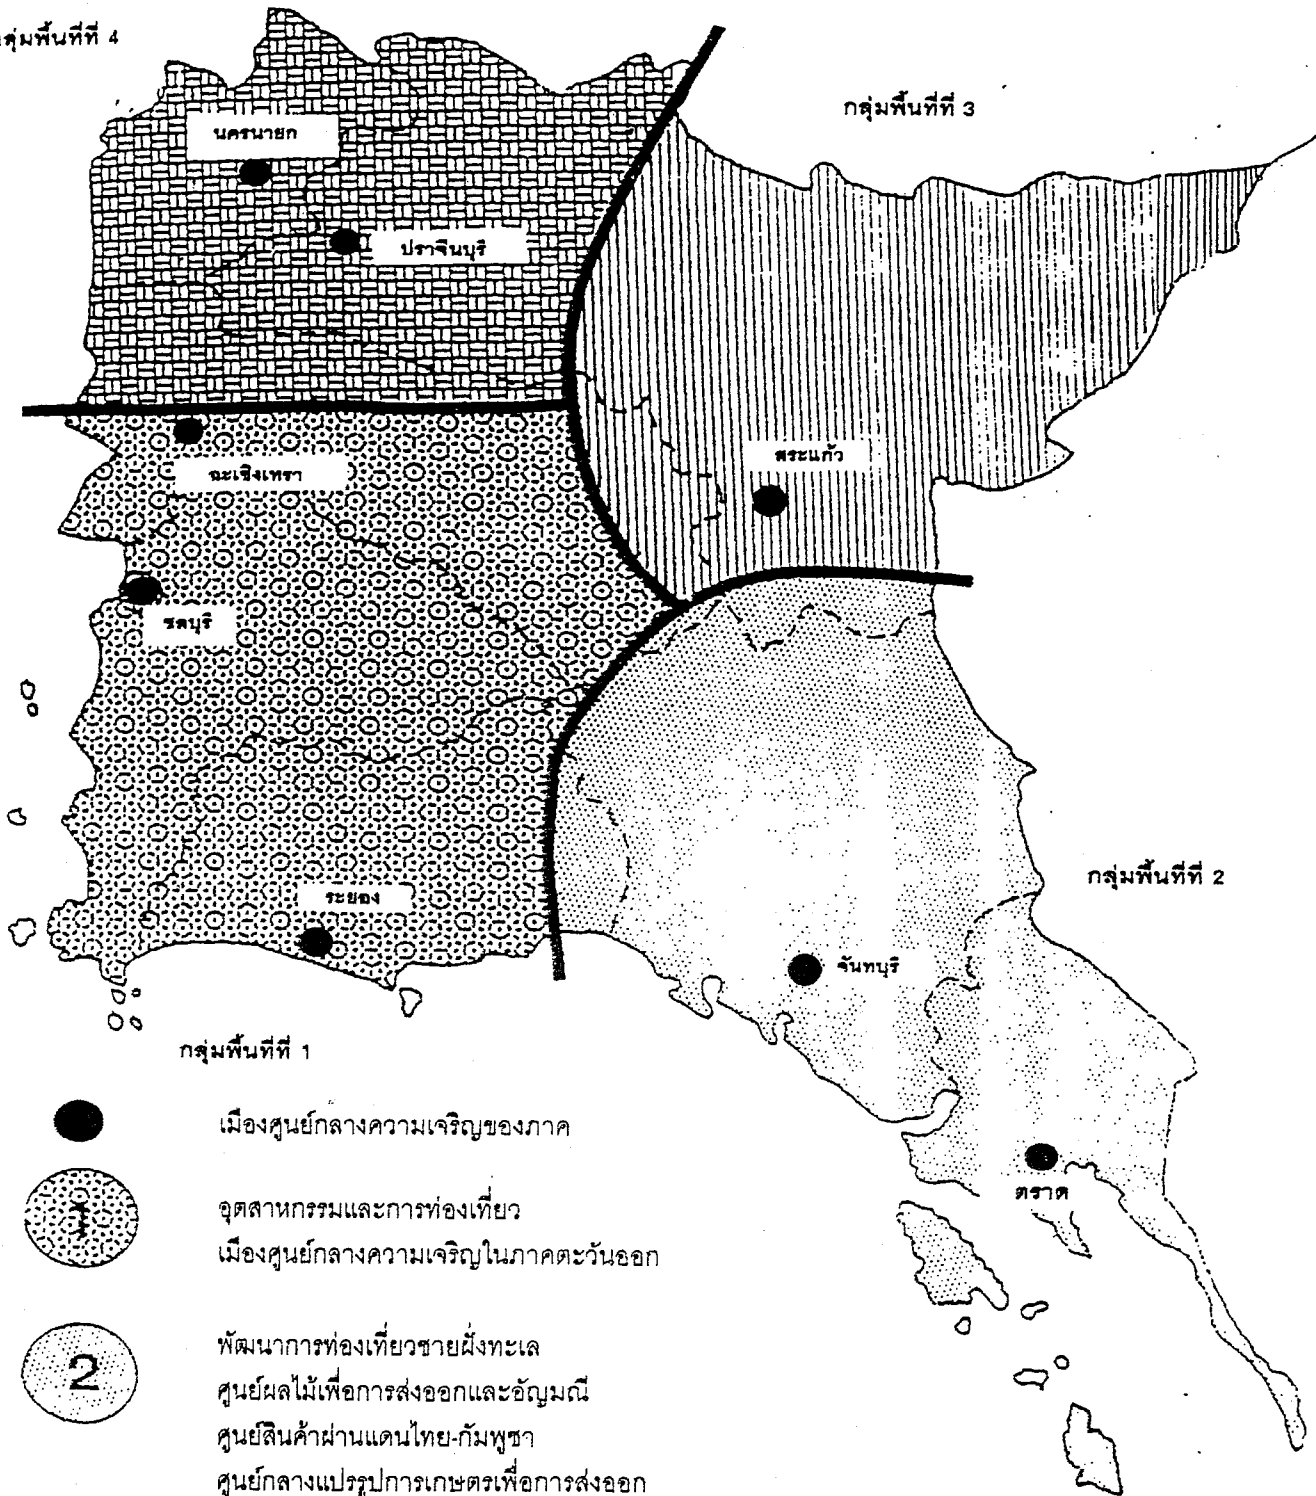 กลุ่มพื้นที่ที่ 4
กลุ่มพื้นที่ที่ 3
นครนายก
ปราจีนบุรี
สระแก้ว
ฉะเชิงเทรา
ชลบุรี
กลุ่มพื้นที่ที่ 2
ระยอง
จันทบุรี
กลุ่มพื้นที่ที่ 1
เมืองศูนย์กลางความเจริญของภาค
ตราด
1
อุตสาหกรรมและการท่องเที่ยว
เมืองศูนย์กลางความเจริญในภาคตะวันออก
2
พัฒนาการท่องเที่ยวชายฝั่งทะเล
ศูนย์ผลไม้เพื่อการส่งออกและอัญมณี
ศูนย์สินค้าผ่านแดนไทย-กัมพูชา
ศูนย์กลางแปรรูปการเกษตรเพื่อการส่งออก